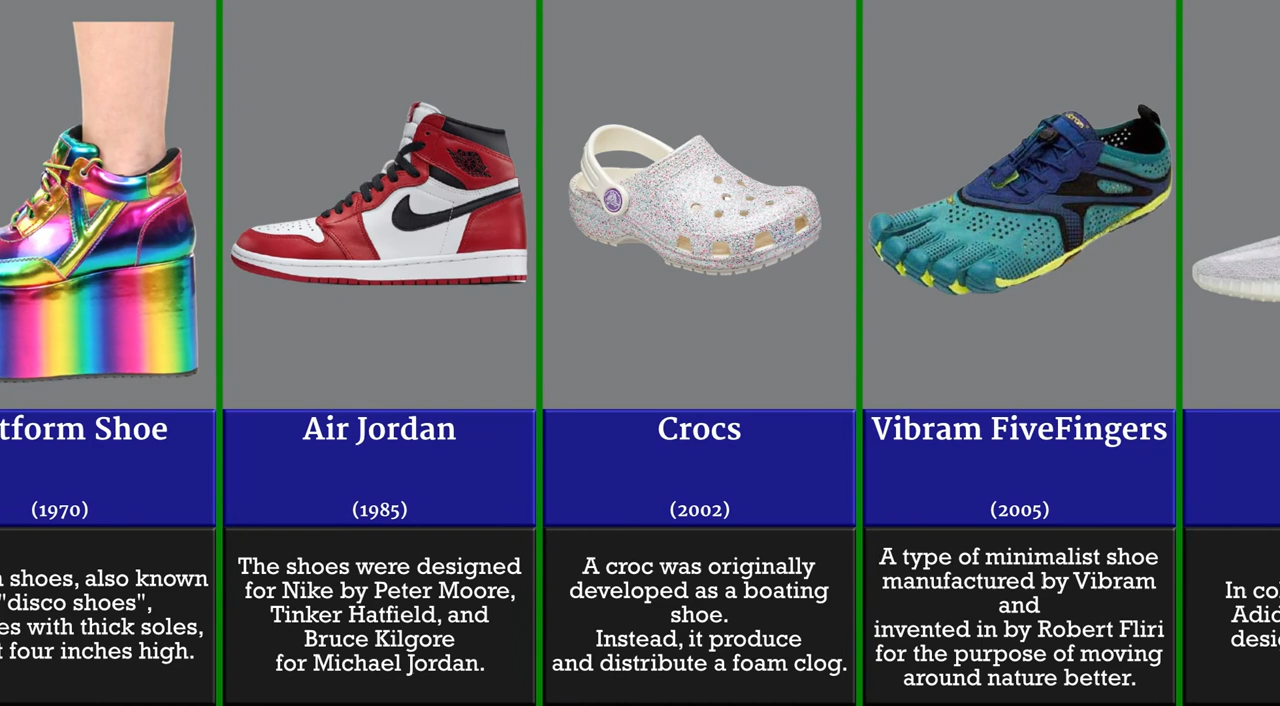 tform Shoe
(1970)
shoes, also known
"disco shoes",
es with thick soles,
t four inches high.
Air Jordan
(1985)
The shoes were designed
for Nike by Peter Moore,
Tinker Hatfield, and
Bruce Kilgore
for Michael Jordan.
Crocs
(2002)
A croc was originally
developed as a boating
shoe.
Instead, it produce
and distribute a foam clog.
Vibram FiveFingers
(2005)
A type of minimalist shoe
manufactured by Vibram
and
invented in by Robert Fliri
for the purpose of moving
around nature better.
In co
Adid
desi